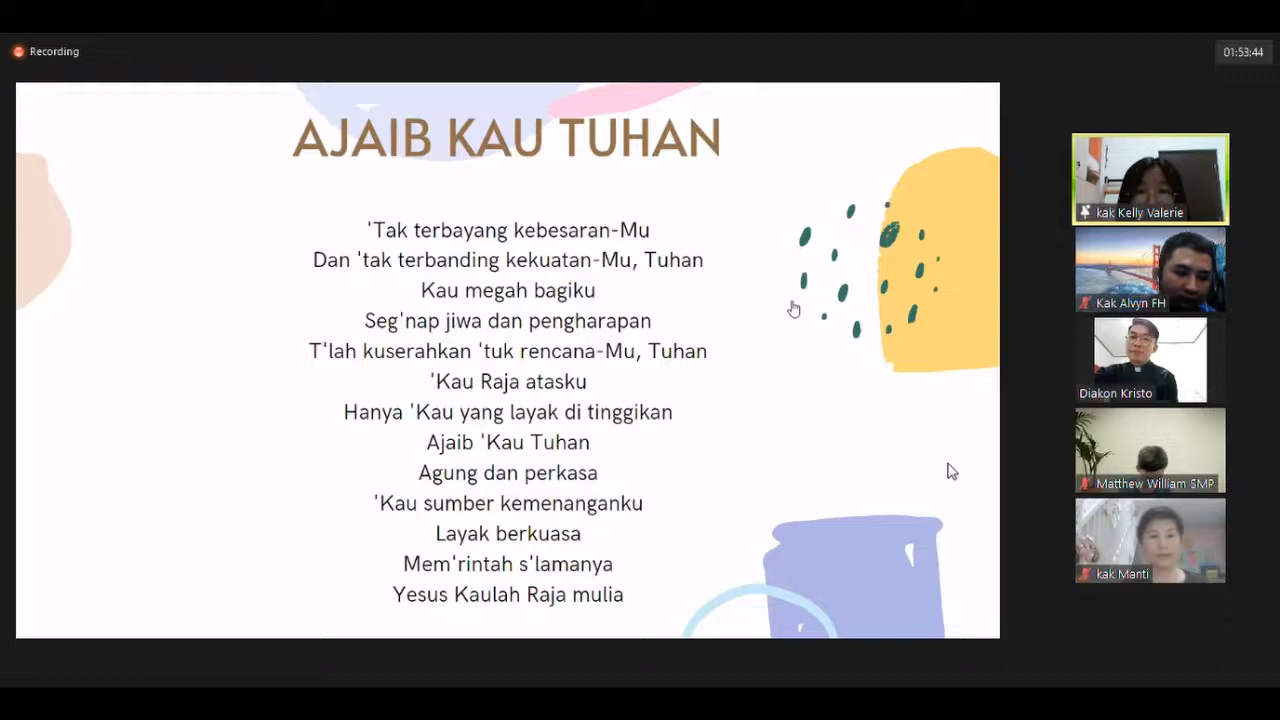 Recording
01:53:44
AJAIB KAU TUHAN
'Tak terbayang kebesaran-Mu
Dan 'tak terbanding kekuatan-Mu, Tuhan
Kau megah bagiku
Seg'nap jiwa dan pengharapan
T'lah kuserahkan 'tuk rencana-Mu, Tuhan
'Kau Raja atasku
Hanya 'Kau yang layak di tinggikan
Ajaib 'Kau Tuhan
Agung dan perkasa
'Kau sumber kemenanganku
Layak berkuasa
Mem'rintah s'lamanya
Yesus Kaulah Raja mulia
kak Kelly Valerie
Kak Alvyn FH
Diakon Kristo
Matthew William SMP
kak Manti